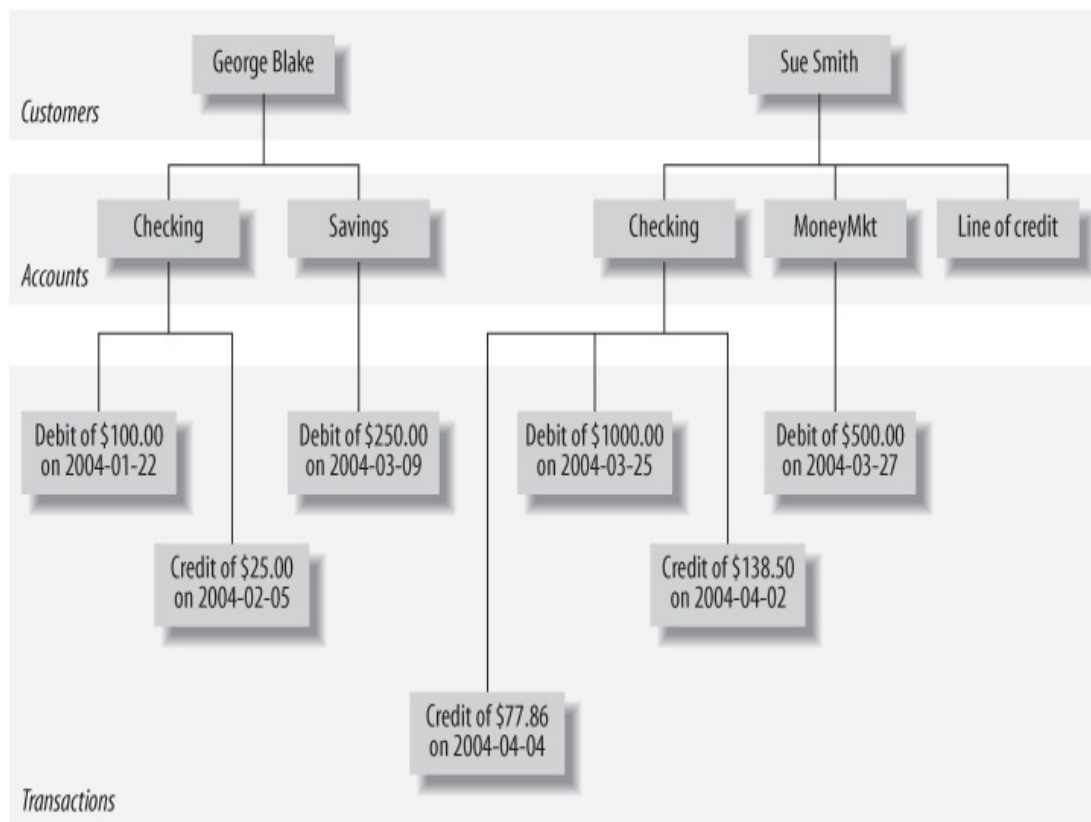 George Blake
Sue Smith
Customers
Checking
Savings
Checking
MoneyMkt
Line of credit
Accounts
Debit of $100.00
on 2004-01-22
Debit of $250.00
on 2004-03-09
Debit of $1000.00
on 2004-03-25
Debit of $500.00
on 2004-03-27
Credit of $25.00
on 2004-02-05
Credit of $138.50
on 2004-04-02
Credit of $77.86
on 2004-04-04
Transactions